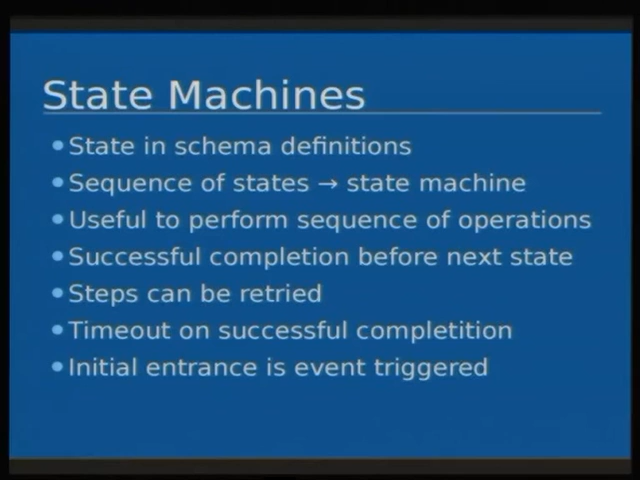 State Machines
State in schema definitions
Sequence of states → state machine
Useful to perform sequence of operations
Successful completion before next state
Steps can be retried
Timeout on successful completition
Initial entrance is event triggered